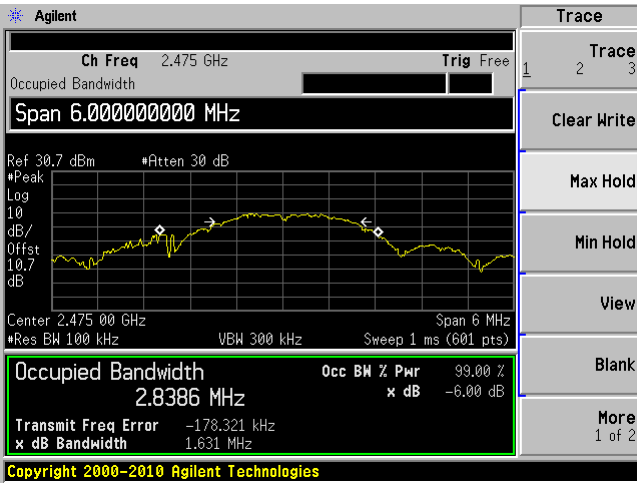 Agilent
Trace
Ch Freq 2.475 GHz Trig Free
Occupied Bandwidth
Span 6.000000000 MHz
Ref 30.7 dBm #Atten 30 dB
#Peak
Log
10
dB/
Offst
10.7
dB
Center 2.475 00 GHz Span 6 MHz
#Res BW 100 kHz VBW 300 kHz Sweep 1 ms (601 pts)
Occupied Bandwidth Occ BW % Pwr 99.00 %
2.8386 MHz x dB -6.00 dB
Transmit Freq Error -178.321 kHz
x dB Bandwidth 1.631 MHz
Copyright 2000-2010 Agilent Technologies
Trace
1 2 3
Clear Write
Max Hold
Min Hold
View
Blank
More
1 of 2